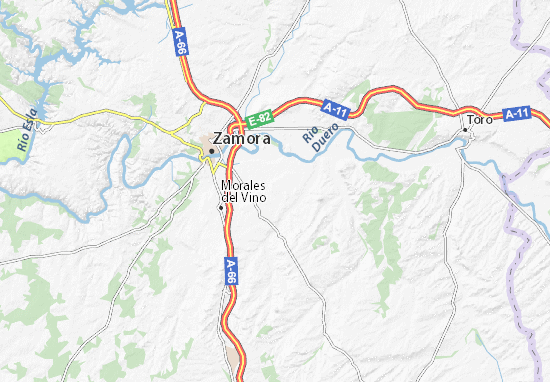 A-66
E-82
A-11
Río Duero
Toro
A-11
Río Esla
Zamora
Morales
del Vino
A-66